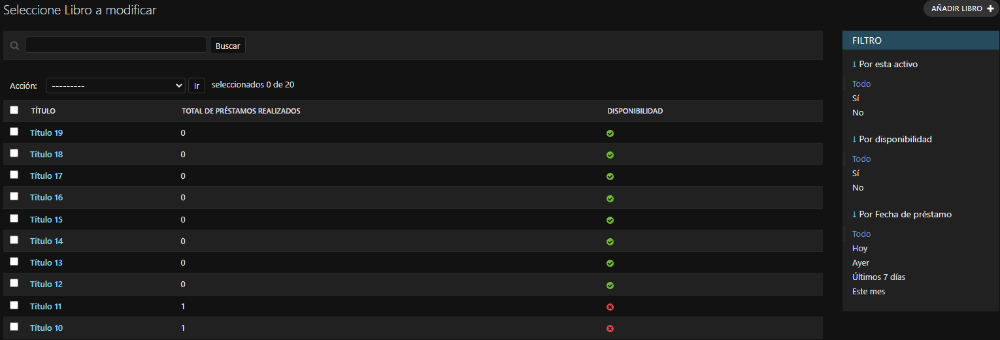 Seleccione Libro a modificar
AÑADIR LIBRO +
Buscar
Acción: --------- Ir seleccionados 0 de 20
TÍTULO TOTAL DE PRÉSTAMOS REALIZADOS DISPONIBILIDAD
Título 19 0
Título 18 0
Título 17 0
Título 16 0
Título 15 0
Título 14 0
Título 13 0
Título 12 0
Título 11 1
Título 10 1
FILTRO
↓ Por esta activo
Todo
Sí
No
↓ Por disponibilidad
Todo
Sí
No
↓ Por Fecha de préstamo
Todo
Hoy
Ayer
Últimos 7 días
Este mes